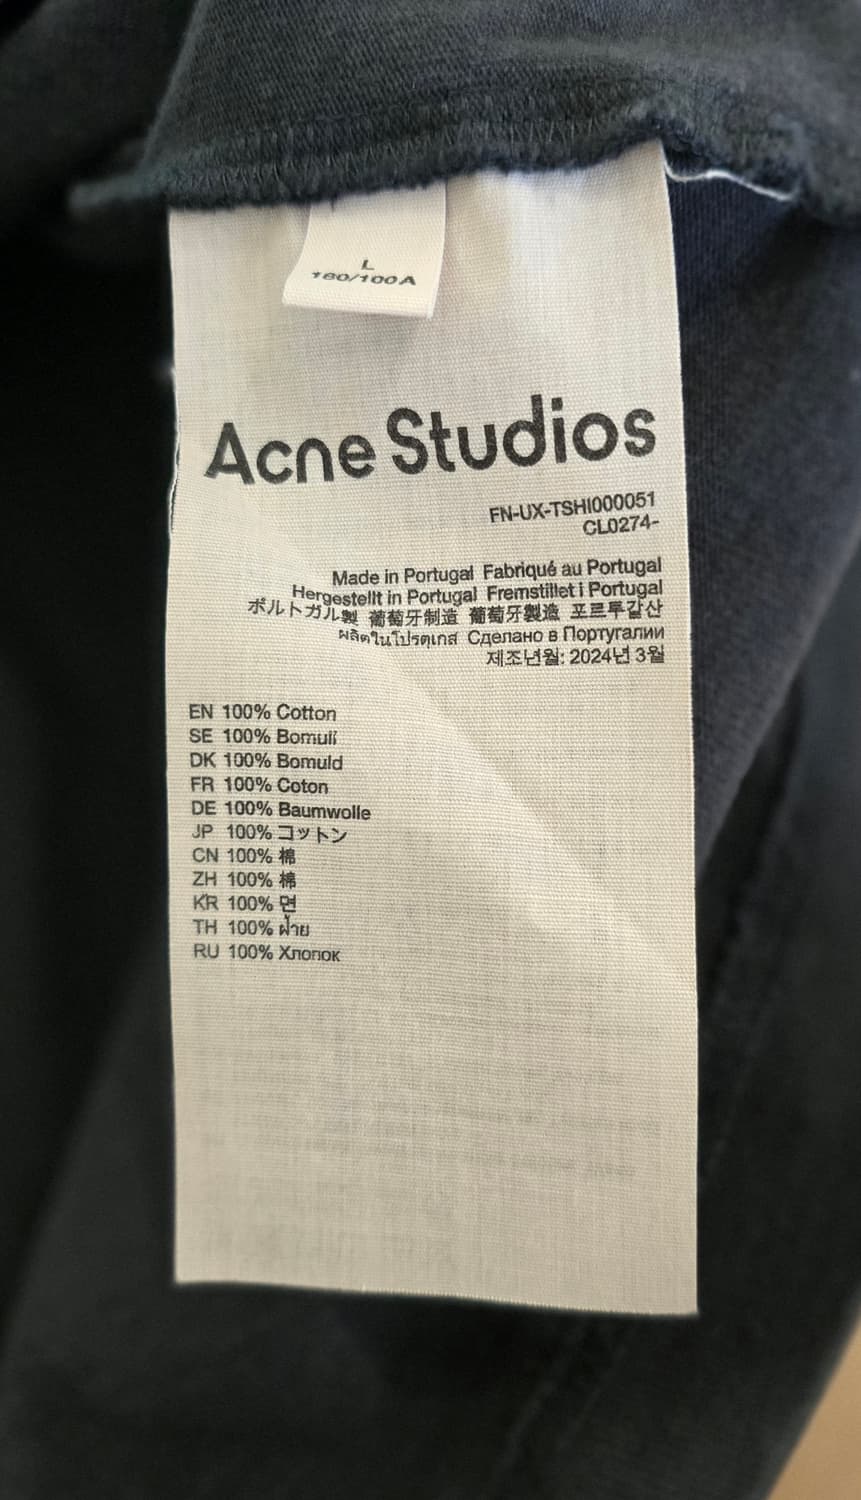 L
180/100A
Acne Studios
FN-UX-TSHI000051
CL0274-
Made in Portugal Fabriqué au Portugal
Hergestellt in Portugal Fremstillet i Portugal
ポルトガル製 葡萄牙制造 葡萄牙製造 포르투갈산
ผลิตในโปรตุเกส Сделано в Португалии
제조년월: 2024년 3월
EN 100% Cotton
SE 100% Bomull
DK 100% Bomuld
FR 100% Coton
DE 100% Baumwolle
JP 100% コットン
CN 100% 棉
ZH 100% 棉
KR 100% 면
TH 100% ฝ้าย
RU 100% Хлопок